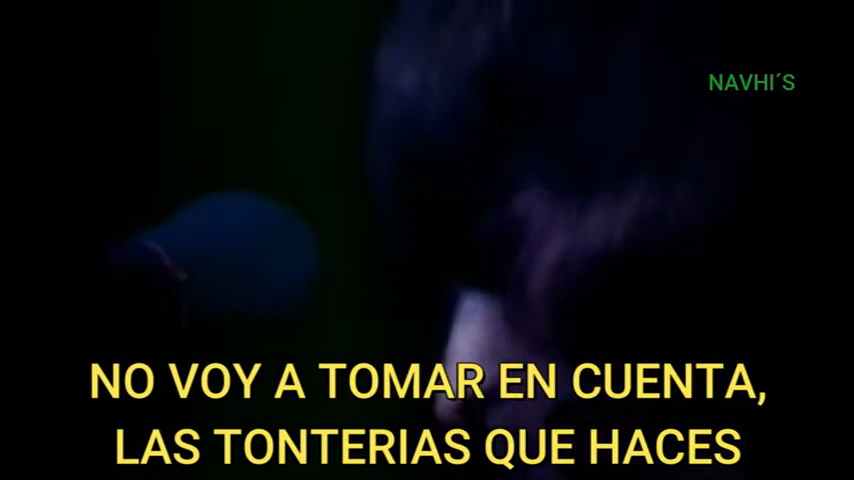 NAVHI´S
NO VOY A TOMAR EN CUENTA,
LAS TONTERIAS QUE HACES